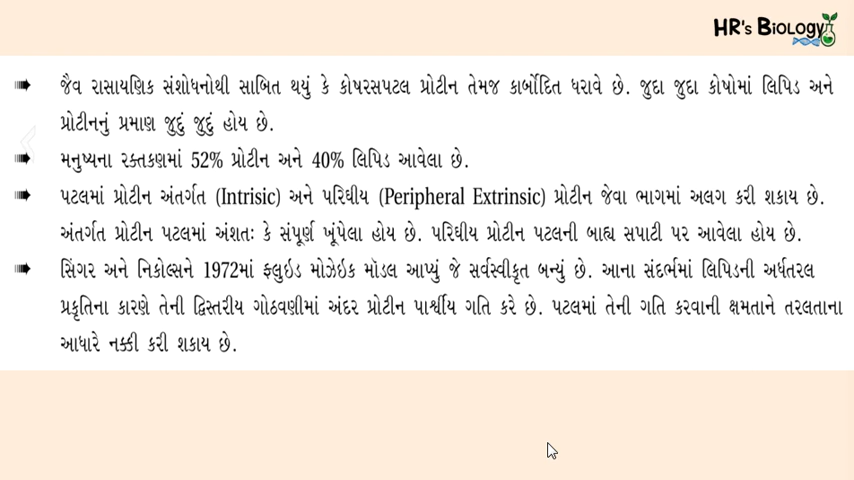 HR's BIOLOGY
જૈવ રાસાયણિક સંશોધનોથી સાબિત થયું કે કોષરસપટલ પ્રોટીન તેમજ કાર્બોદિત ધરાવે છે. જુદા જુદા કોષોમાં લિપિડ અને
પ્રોટીનનું પ્રમાણ જુદું જુદું હોય છે.
મનુષ્યના રક્તકણમાં 52% પ્રોટીન અને 40% લિપિડ આવેલા છે.
પટલમાં પ્રોટીન અંતર્ગત (Intrisic) અને પરિઘીય (Peripheral Extrinsic) પ્રોટીન જેવા ભાગમાં અલગ કરી શકાય છે.
અંતર્ગત પ્રોટીન પટલમાં અંશતઃ કે સંપૂર્ણ ખૂંપેલા હોય છે. પરિઘીય પ્રોટીન પટલની બાહ્ય સપાટી પર આવેલા હોય છે.
સિંગર અને નિકોલ્સને 1972માં ફ્લુઇડ મોઝેઇક મૉડલ આપ્યું જે સર્વસ્વીકૃત બન્યું છે. આના સંદર્ભમાં લિપિડની અર્ધતરલ
પ્રકૃતિના કારણે તેની દ્વિસ્તરીય ગોઠવણીમાં અંદર પ્રોટીન પાર્શ્વીય ગતિ કરે છે. પટલમાં તેની ગતિ કરવાની ક્ષમતાને તરલતાના
આધારે નક્કી કરી શકાય છે.